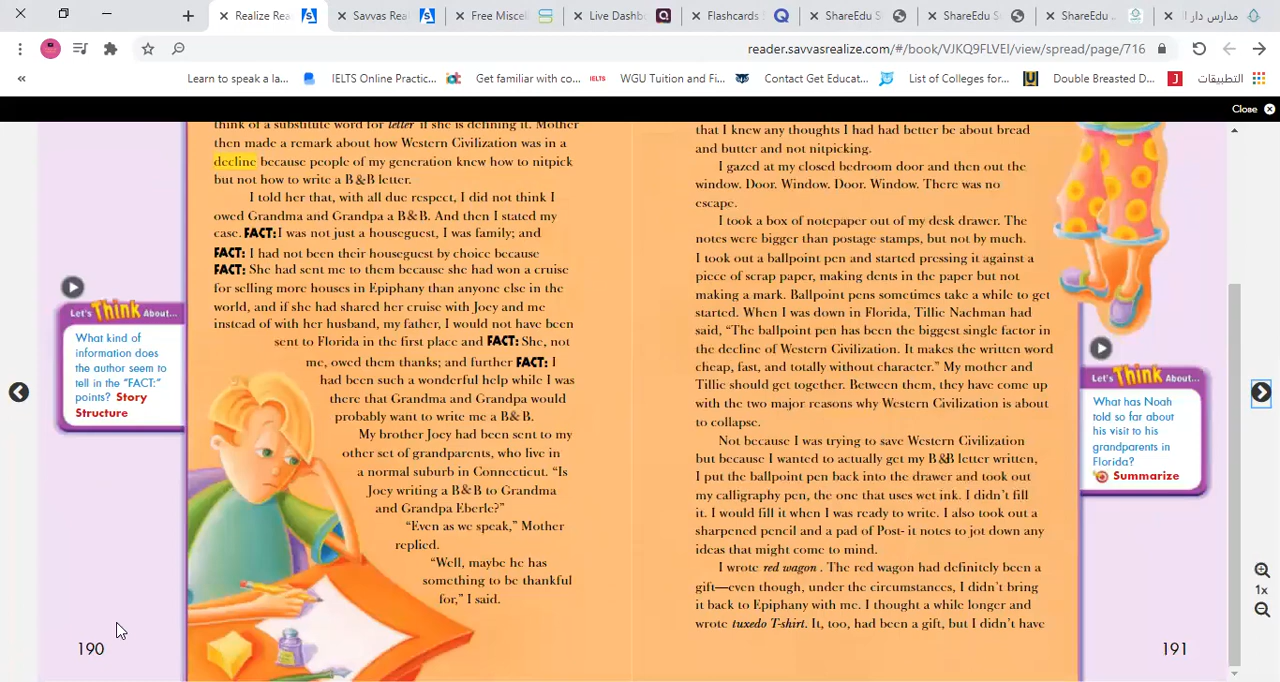 Realize Rea
Savvas Rea
Free Miscel
Live Dashb
Flashcards
ShareEdu S
ShareEdu S
ShareEdu ..
مدارس دار ا
reader.savvasrealize.com/#/book/VJKQ9FLVEI/view/spread/page/716
Learn to speak a la...
IELTS Online Practic...
Get familiar with co...
IELTS
WGU Tuition and Fi...
Contact Get Educat...
List of Colleges for...
Double Breasted D...
التطبيقات
Close
think of a substitute word for letter if she is defining it. Mother
then made a remark about how Western Civilization was in a
decline because people of my generation knew how to nitpick
but not how to write a B&B letter.
I told her that, with all due respect, I did not think I
owed Grandma and Grandpa a B&B. And then I stated my
case. FACT: I was not just a houseguest, I was family; and
FACT: I had not been their houseguest by choice because
FACT: She had sent me to them because she had won a cruise
for selling more houses in Epiphany than anyone else in the
world, and if she had shared her cruise with Joey and me
instead of with her husband, my father, I would not have been
sent to Florida in the first place and FACT: She, not
me, owed them thanks; and further FACT: I
had been such a wonderful help while I was
there that Grandma and Grandpa would
probably want to write me a B&B.
My brother Joey had been sent to my
other set of grandparents, who live in
a normal suburb in Connecticut. “Is
Joey writing a B&B to Grandma
and Grandpa Eberle?”
“Even as we speak,” Mother
replied.
“Well, maybe he has
something to be thankful
for,” I said.
Let's Think About...
What kind of
information does
the author seem to
tell in the “FACT:”
points? Story
Structure
190
that I knew any thoughts I had had better be about bread
and butter and not nitpicking.
I gazed at my closed bedroom door and then out the
window. Door. Window. Door. Window. There was no
escape.
I took a box of notepaper out of my desk drawer. The
notes were bigger than postage stamps, but not by much.
I took out a ballpoint pen and started pressing it against a
piece of scrap paper, making dents in the paper but not
making a mark. Ballpoint pens sometimes take a while to get
started. When I was down in Florida, Tillie Nachman had
said, “The ballpoint pen has been the biggest single factor in
the decline of Western Civilization. It makes the written word
cheap, fast, and totally without character.” My mother and
Tillie should get together. Between them, they have come up
with the two major reasons why Western Civilization is about
to collapse.
Not because I was trying to save Western Civilization
but because I wanted to actually get my B&B letter written,
I put the ballpoint pen back into the drawer and took out
my calligraphy pen, the one that uses wet ink. I didn't fill
it. I would fill it when I was ready to write. I also took out a
sharpened pencil and a pad of Post-it notes to jot down any
ideas that might come to mind.
I wrote red wagon . The red wagon had definitely been a
gift—even though, under the circumstances, I didn't bring
it back to Epiphany with me. I thought a while longer and
wrote tuxedo T-shirt. It, too, had been a gift, but I didn't have
Let's Think About...
What has Noah
told so far about
his visit to his
grandparents in
Florida?
Summarize
191
1x